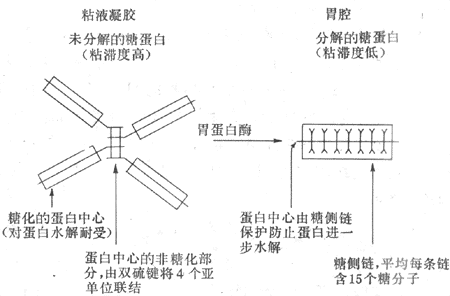 粘液凝胶
未分解的糖蛋白
(粘滞度高)
胃腔
分解的糖蛋白
(粘滞度低)
胃蛋白酶
糖化的蛋白中心
(对蛋白水解耐受)
蛋白中心的非糖化部
分,由双硫键将4个亚
单位联结
蛋白中心由糖侧链
保护防止蛋白进一
步水解
糖侧链,平均每条链
含15个糖分子